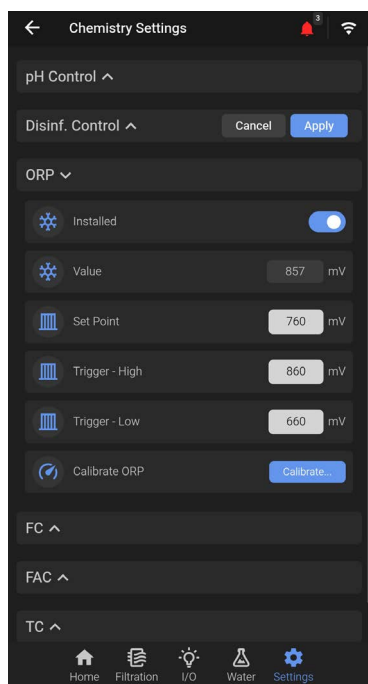 Chemistry Settings
3
pH Control
Disinf. Control Cancel Apply
ORP
Installed
Value 857 mV
Set Point 760 mV
Trigger - High 860 mV
Trigger - Low 660 mV
Calibrate ORP Calibrate...
FC
FAC
TC
Home Filtration I/O Water Settings